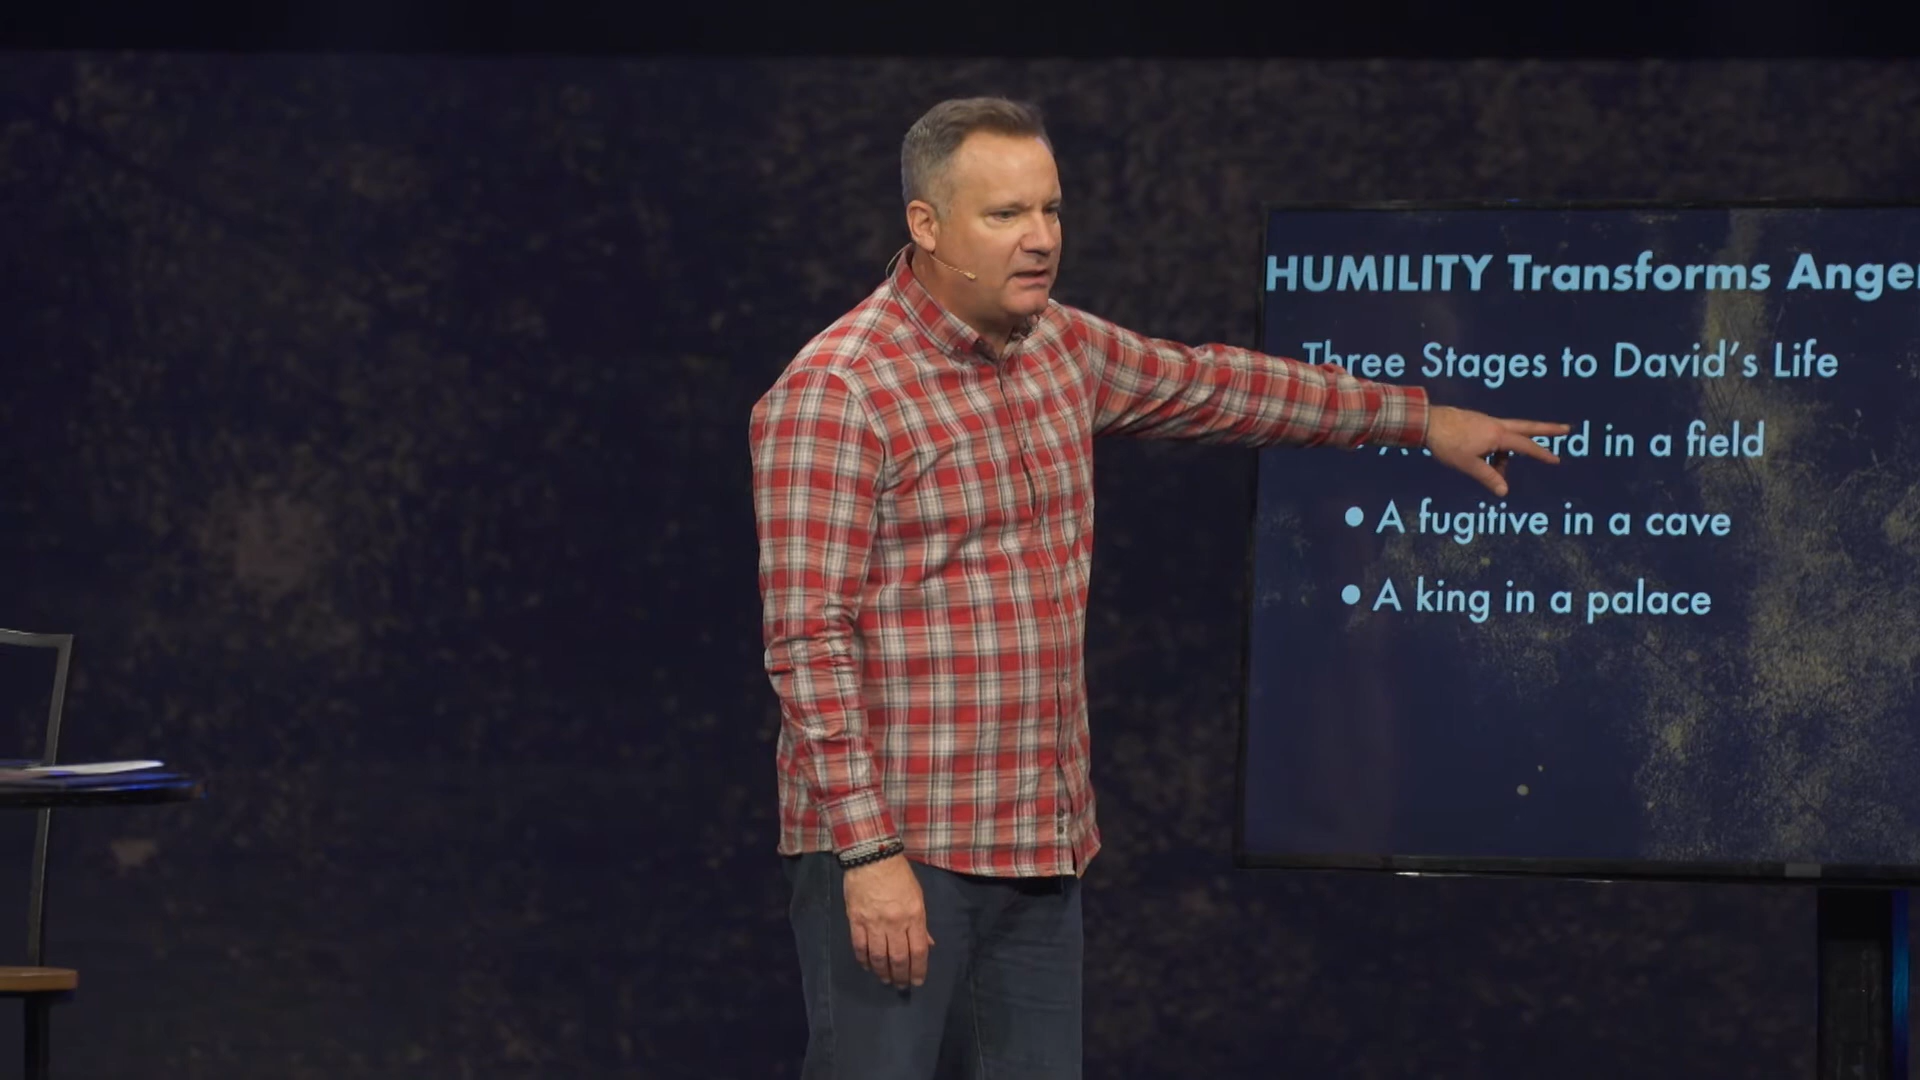 HUMILITY Transforms Anger
Three Stages to David's Life
• A erd in a field
• A fugitive in a cave
• A king in a palace